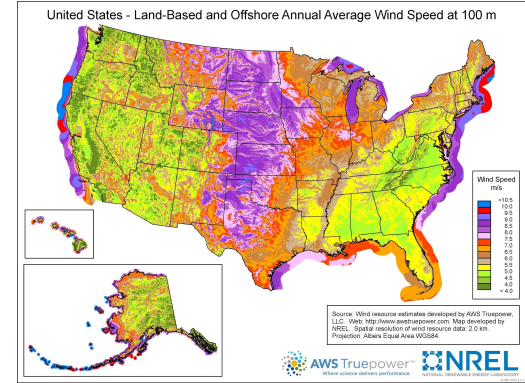 United States - Land-Based and Offshore Annual Average Wind Speed at 100 m
Wind Speed
m/s
>10.5
10.0
9.5
9.0
8.5
8.0
7.5
7.0
6.5
6.0
5.5
5.0
4.5
4.0
< 4.0
Source: Wind resource estimates developed by AWS Truepower,
LLC. Web: http://www.awstruepower.com. Map developed by
NREL. Spatial resolution of wind resource data: 2.0 km.
Projection: Albers Equal Area WGS84.
AWS Truepower
Where science delivers performance.
NREL
NATIONAL RENEWABLE ENERGY LABORATORY